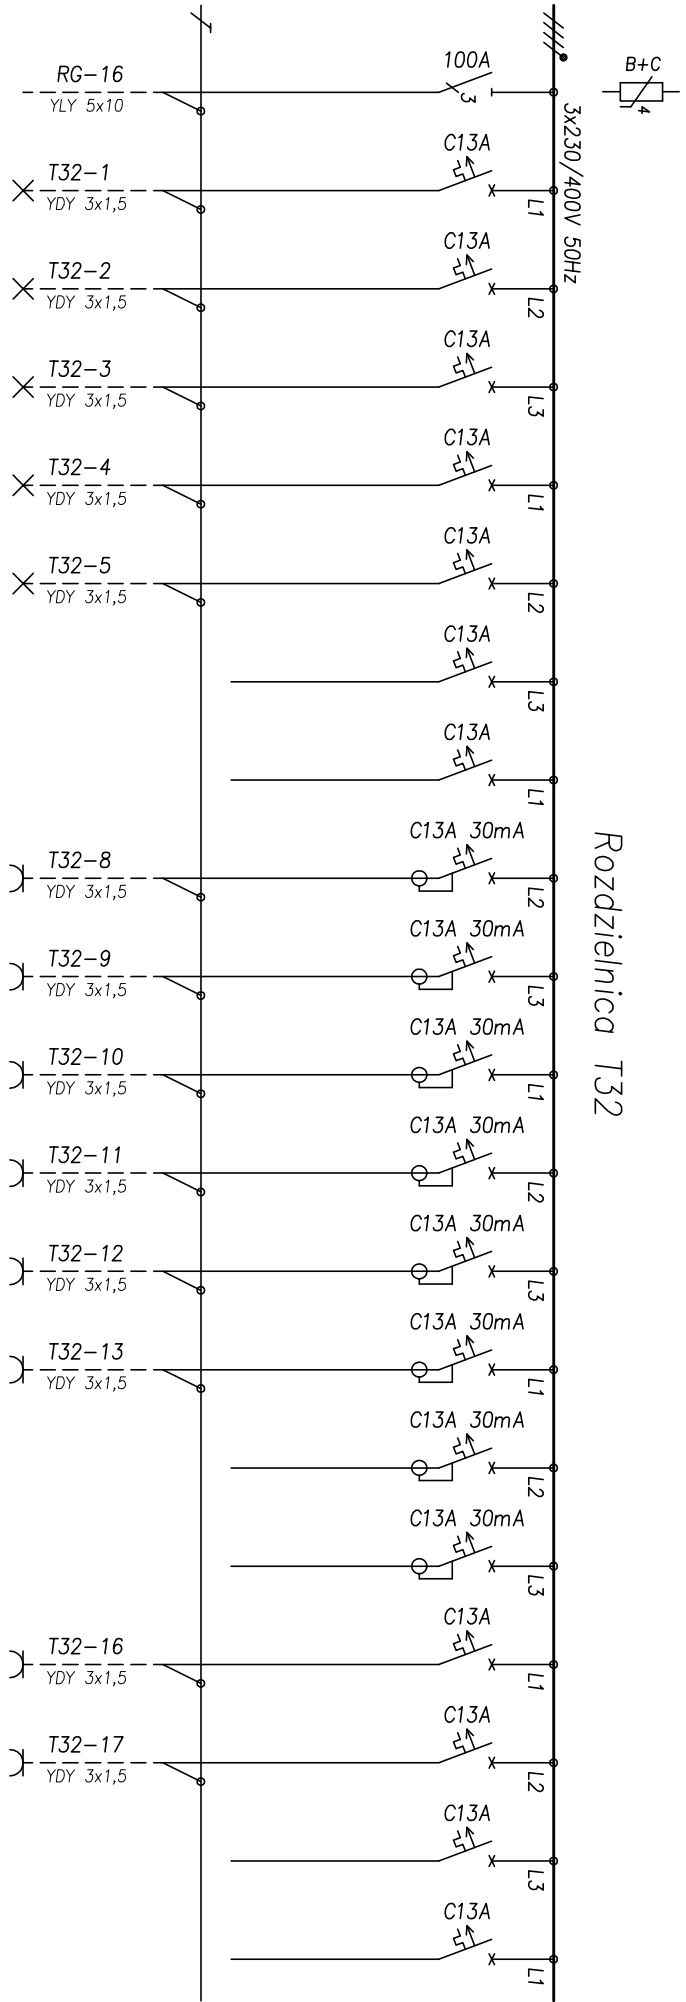 B+C
4
3x230/400V 50Hz
Rozdzielnica T32
RG-16
YLY 5x10
100A
3
T32-1
YDY 3x1,5
C13A
L1
T32-2
YDY 3x1,5
C13A
L2
T32-3
YDY 3x1,5
C13A
L3
T32-4
YDY 3x1,5
C13A
L1
T32-5
YDY 3x1,5
C13A
L2
C13A
L3
C13A
L1
T32-8
YDY 3x1,5
C13A 30mA
L2
T32-9
YDY 3x1,5
C13A 30mA
L3
T32-10
YDY 3x1,5
C13A 30mA
L1
T32-11
YDY 3x1,5
C13A 30mA
L2
T32-12
YDY 3x1,5
C13A 30mA
L3
T32-13
YDY 3x1,5
C13A 30mA
L1
C13A 30mA
L2
C13A 30mA
L3
T32-16
YDY 3x1,5
C13A
L1
T32-17
YDY 3x1,5
C13A
L2
C13A
L3
C13A
L1